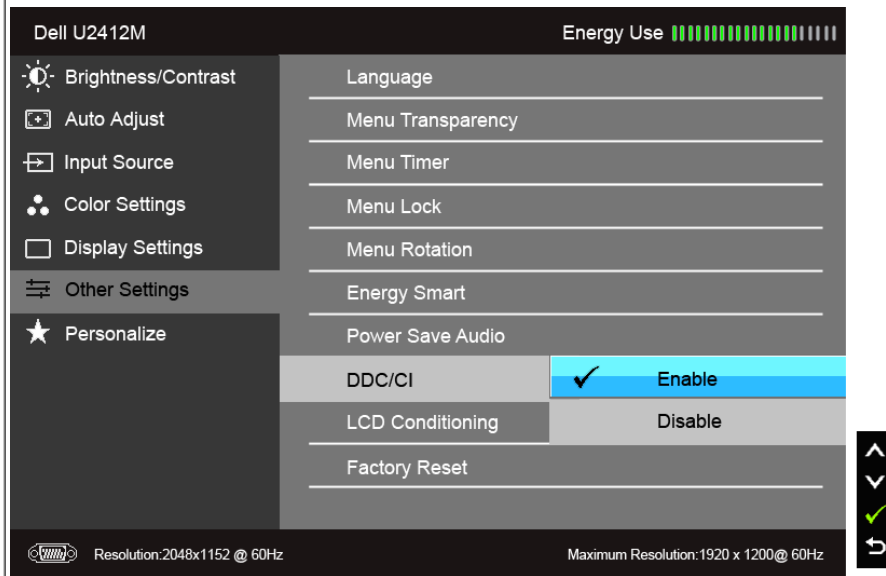 Dell U2412M Energy Use
Brightness/Contrast Language
Auto Adjust Menu Transparency
Input Source Menu Timer
Color Settings Menu Lock
Display Settings Menu Rotation
Other Settings Energy Smart
Personalize Power Save Audio
DDC/CI Enable
LCD Conditioning Disable
Factory Reset
Resolution:2048x1152 @ 60Hz Maximum Resolution:1920 x 1200@ 60Hz